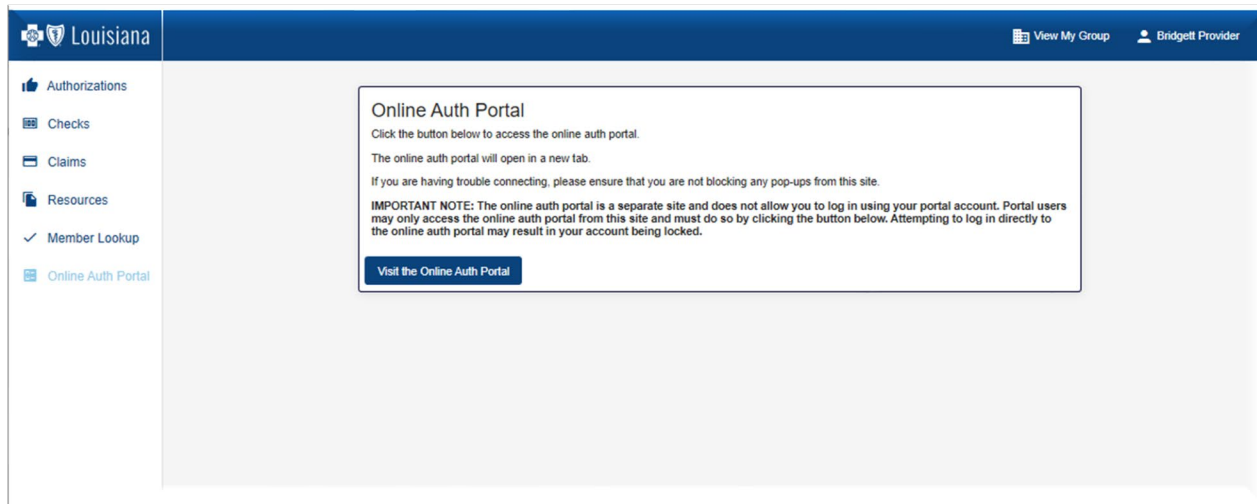 Louisiana
View My Group
Bridgett Provider
Authorizations
Checks
Claims
Resources
Member Lookup
Online Auth Portal
Online Auth Portal
Click the button below to access the online auth portal.
The online auth portal will open in a new tab.
If you are having trouble connecting, please ensure that you are not blocking any pop-ups from this site.
IMPORTANT NOTE: The online auth portal is a separate site and does not allow you to log in using your portal account. Portal users
may only access the online auth portal from this site and must do so by clicking the button below. Attempting to log in directly to
the online auth portal may result in your account being locked.
Visit the Online Auth Portal